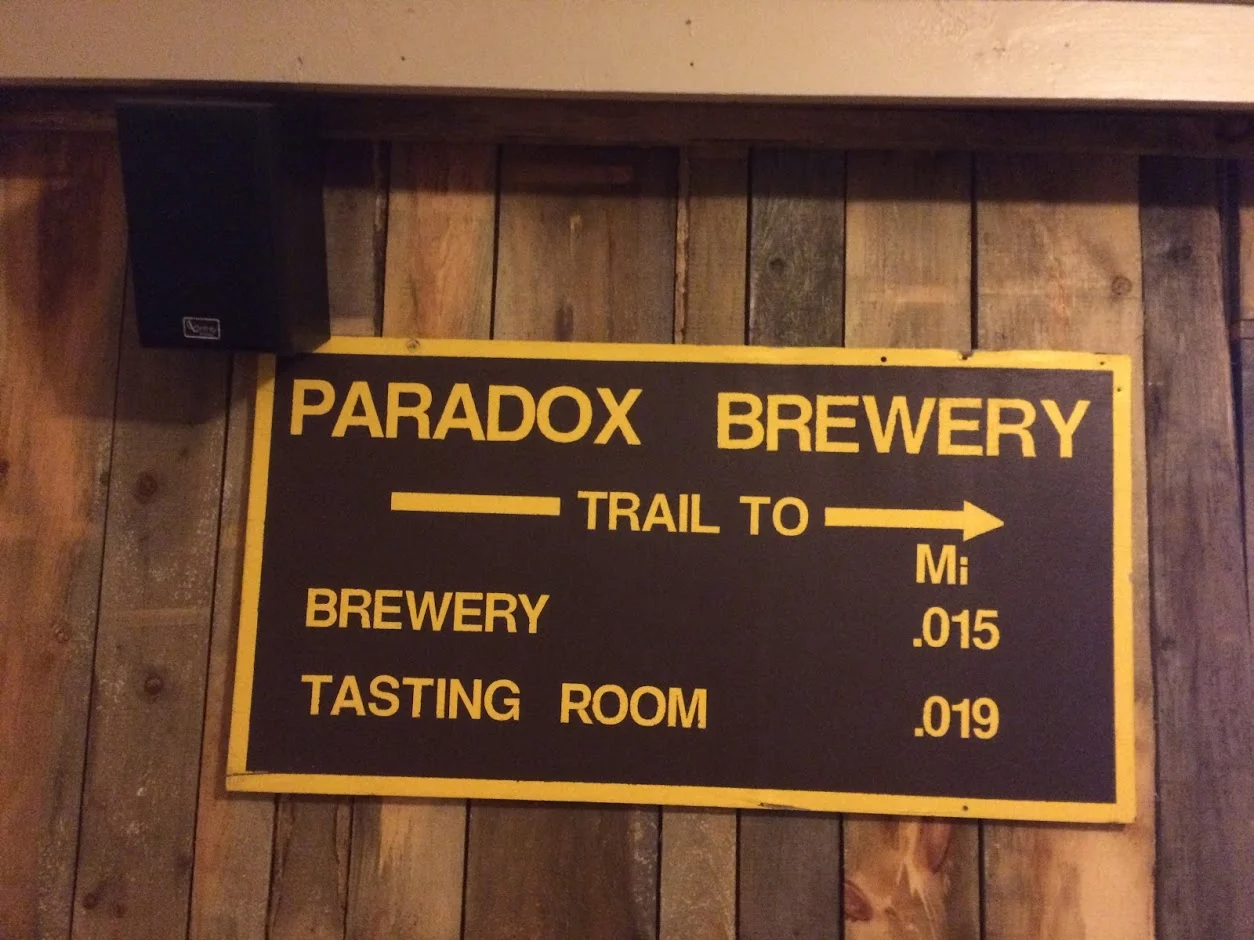 PARADOX BREWERY
TRAIL TO
Mi
BREWERY .015
TASTING ROOM .019